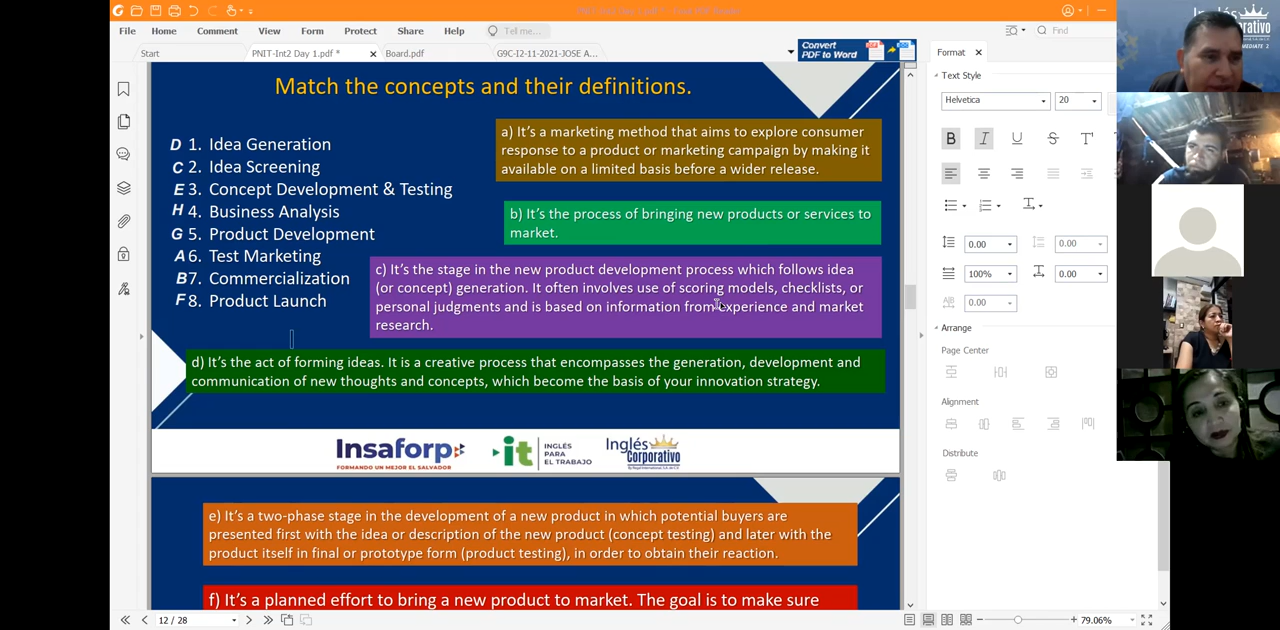 File Home Comment View Form Protect Share Help Tell me... Find
Start PNIT-Int2 Day 1.pdf * Board.pdf G9C-I2-11-2021-JOSE A...
Convert
PDF to Word
Match the concepts and their definitions.
D 1. Idea Generation
C 2. Idea Screening
E 3. Concept Development & Testing
H 4. Business Analysis
G 5. Product Development
A 6. Test Marketing
B 7. Commercialization
F 8. Product Launch
a) It's a marketing method that aims to explore consumer
response to a product or marketing campaign by making it
available on a limited basis before a wider release.
b) It's the process of bringing new products or services to
market.
c) It's the stage in the new product development process which follows idea
(or concept) generation. It often involves use of scoring models, checklists, or
personal judgments and is based on information from experience and market
research.
d) It's the act of forming ideas. It is a creative process that encompasses the generation, development and
communication of new thoughts and concepts, which become the basis of your innovation strategy.
Insaforp
FORMANDO UN MEJOR EL SALVADOR
it INGLÉS
PARA
EL TRABAJO
Inglés
Corporativo
e) It's a two-phase stage in the development of a new product in which potential buyers are
presented first with the idea or description of the new product (concept testing) and later with the
product itself in final or prototype form (product testing), in order to obtain their reaction.
f) It's a planned effort to bring a new product to market. The goal is to make sure
12 / 28
79.06%
Format
Text Style
Helvetica 20
0.00 0.00
100% 0.00
0.00
Arrange
Page Center
Alignment
Distribute